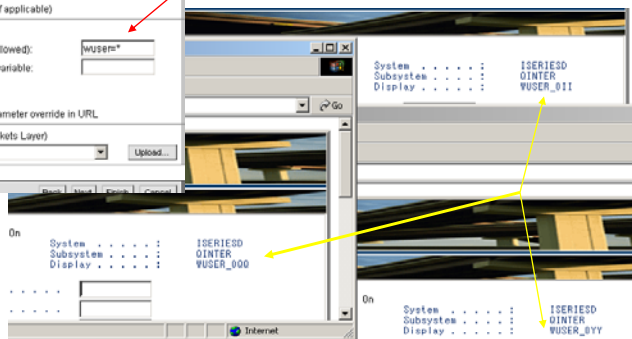 f applicable)
llowed):
wuser=*
variable:
ameter override in URL
kets Layer)
Upload...
Back Next Finish Cancel
Go
System . . . . . : ISERIESD
Subsystem . . . . : QINTER
Display . . . . . : WUSER_0II
On
System . . . . . : ISERIESD
Subsystem . . . . : QINTER
Display . . . . . : WUSER_000
. . . . .
. . . . .
Internet
On
System . . . . . : ISERIESD
Subsystem . . . . : QINTER
Display . . . . . : WUSER_0YY